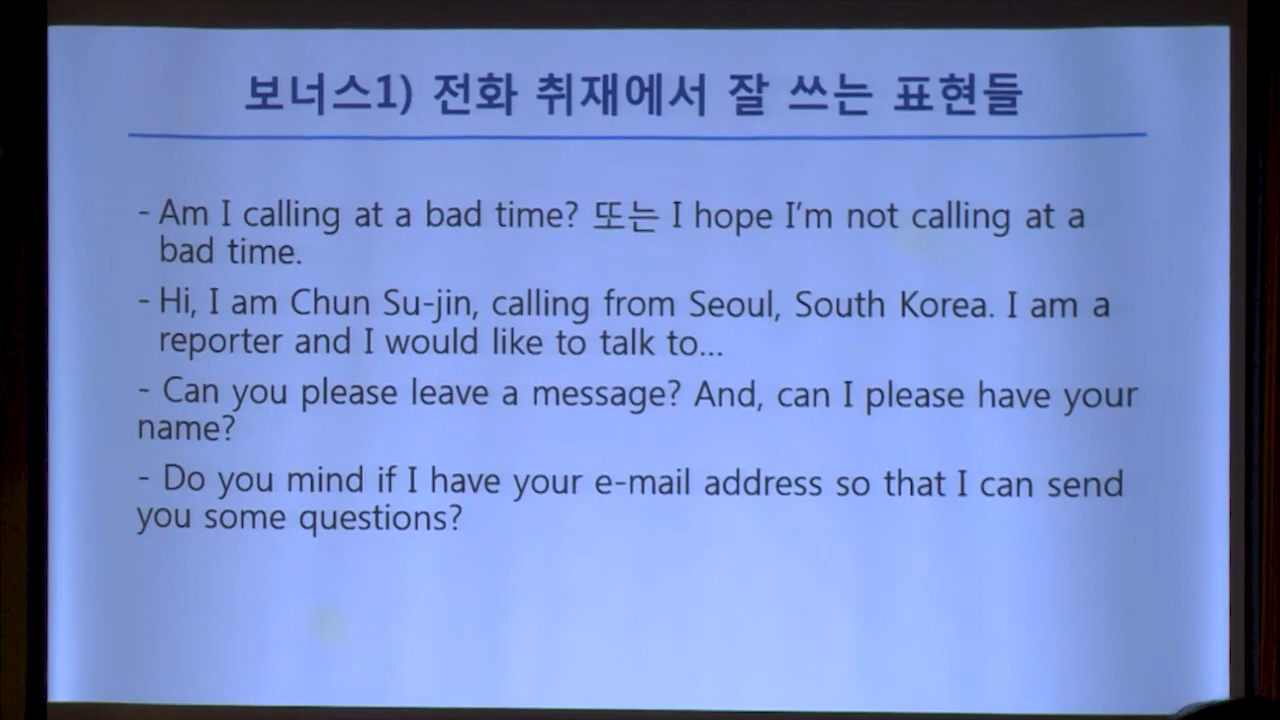 보너스1) 전화 취재에서 잘 쓰는 표현들
- Am I calling at a bad time? 또는 I hope I'm not calling at a
bad time.
- Hi, I am Chun Su-jin, calling from Seoul, South Korea. I am a
reporter and I would like to talk to...
- Can you please leave a message? And, can I please have your
name?
- Do you mind if I have your e-mail address so that I can send
you some questions?